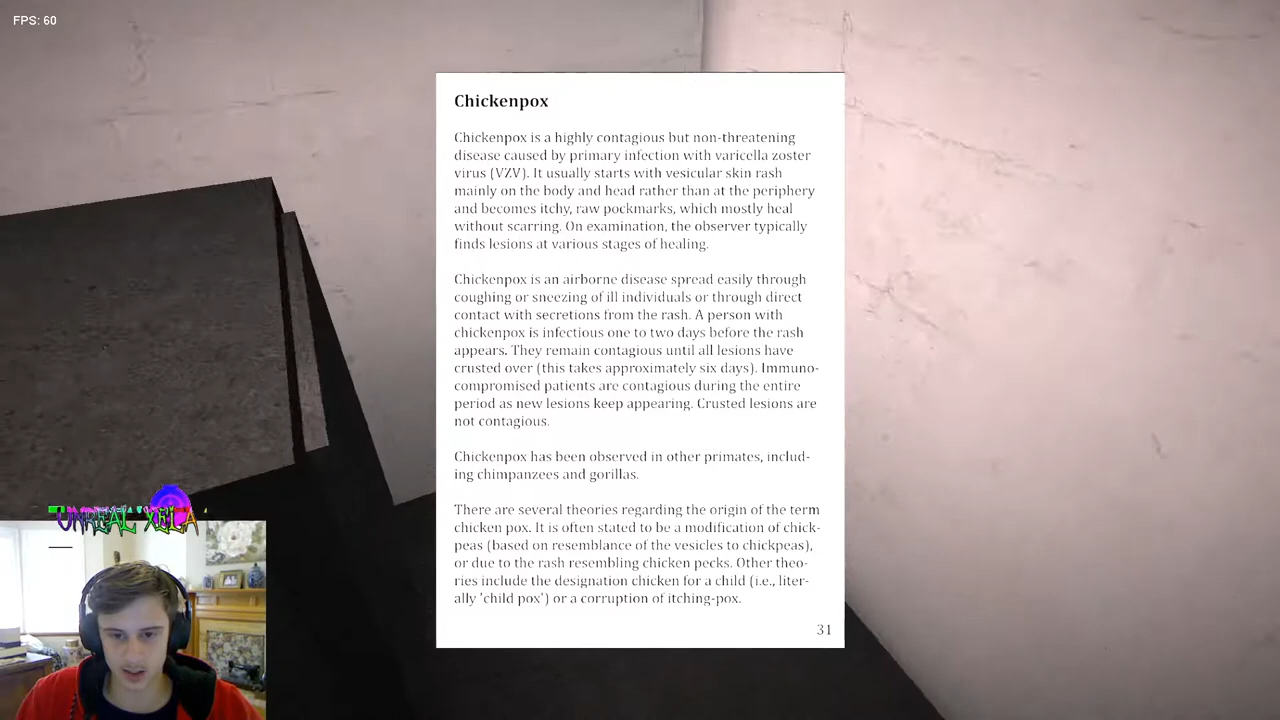 FPS: 60
Chickenpox
Chickenpox is a highly contagious but non-threatening
disease caused by primary infection with varicella zoster
virus (VZV). It usually starts with vesicular skin rash
mainly on the body and head rather than at the periphery
and becomes itchy, raw pockmarks, which mostly heal
without scarring. On examination, the observer typically
finds lesions at various stages of healing.
Chickenpox is an airborne disease spread easily through
coughing or sneezing of ill individuals or through direct
contact with secretions from the rash. A person with
chickenpox is infectious one to two days before the rash
appears. They remain contagious until all lesions have
crusted over (this takes approximately six days). Immuno-
compromised patients are contagious during the entire
period as new lesions keep appearing. Crusted lesions are
not contagious.
Chickenpox has been observed in other primates, includ-
ing chimpanzees and gorillas.
There are several theories regarding the origin of the term
chicken pox. It is often stated to be a modification of chick-
peas (based on resemblance of the vesicles to chickpeas),
or due to the rash resembling chicken pecks. Other theo-
ries include the designation chicken for a child (i.e., liter-
ally 'child pox') or a corruption of itching-pox.
31
UNREAL XELA